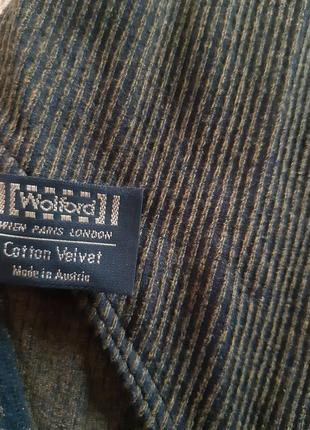 Wolford
WIEN PARIS LONDON
Cotton Velvet
Made in Austria